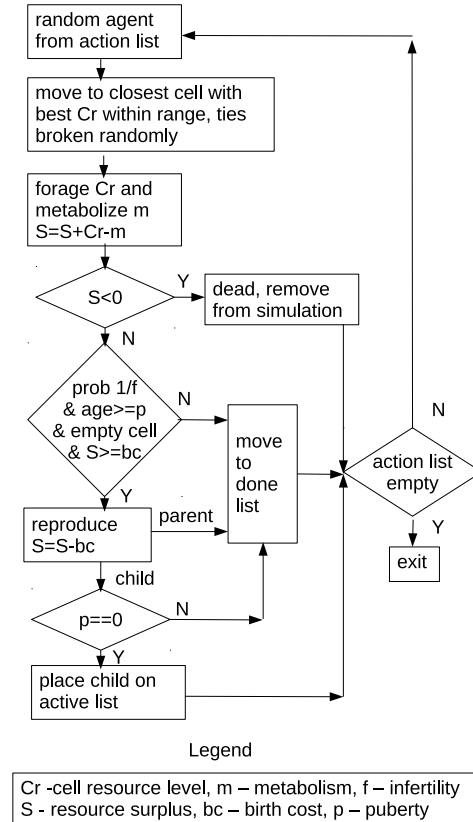 random agent
from action list
move to closest cell with
best Cr within range, ties
broken randomly
forage Cr and
metabolize m
S=S+Cr-m
S<0
Y
dead, remove
from simulation
N
prob 1/f
& age>=p
& empty cell
& S>=bc
N
move
to
done
list
N
action list
empty
Y
exit
Y
reproduce
S=S-bc
parent
child
p==0
N
Y
place child on
active list
Legend
Cr -cell resource level, m – metabolism, f – infertility
S - resource surplus, bc – birth cost, p – puberty